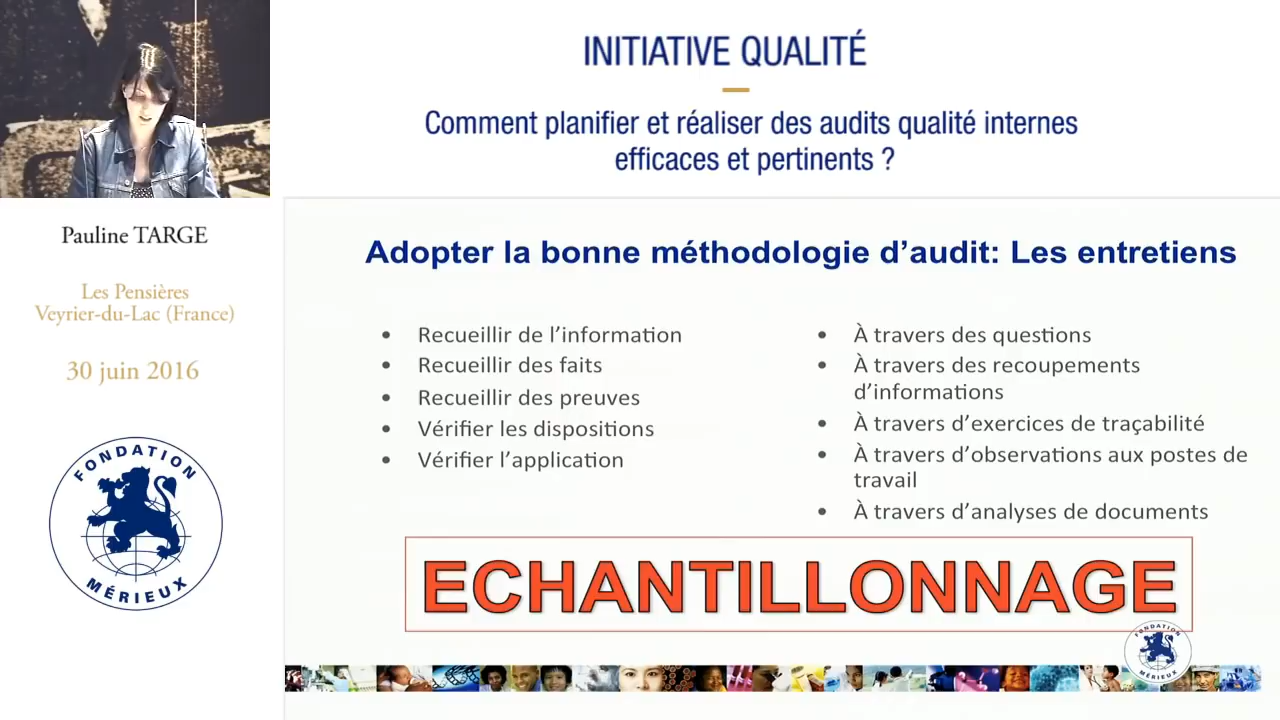 INITIATIVE QUALITÉ
Comment planifier et réaliser des audits qualité internes
efficaces et pertinents ?
Pauline TARGE
Les Pensières
Veyrier-du-Lac (France)
30 juin 2016
FONDATION
MÉRIEUX
Adopter la bonne méthodologie d’audit: Les entretiens
• Recueillir de l’information
• Recueillir des faits
• Recueillir des preuves
• Vérifier les dispositions
• Vérifier l’application
• À travers des questions
• À travers des recoupements
d’informations
• À travers d’exercices de traçabilité
• À travers d’observations aux postes de
travail
• À travers d’analyses de documents
ECHANTILLONNAGE
FONDATION
MÉRIEUX